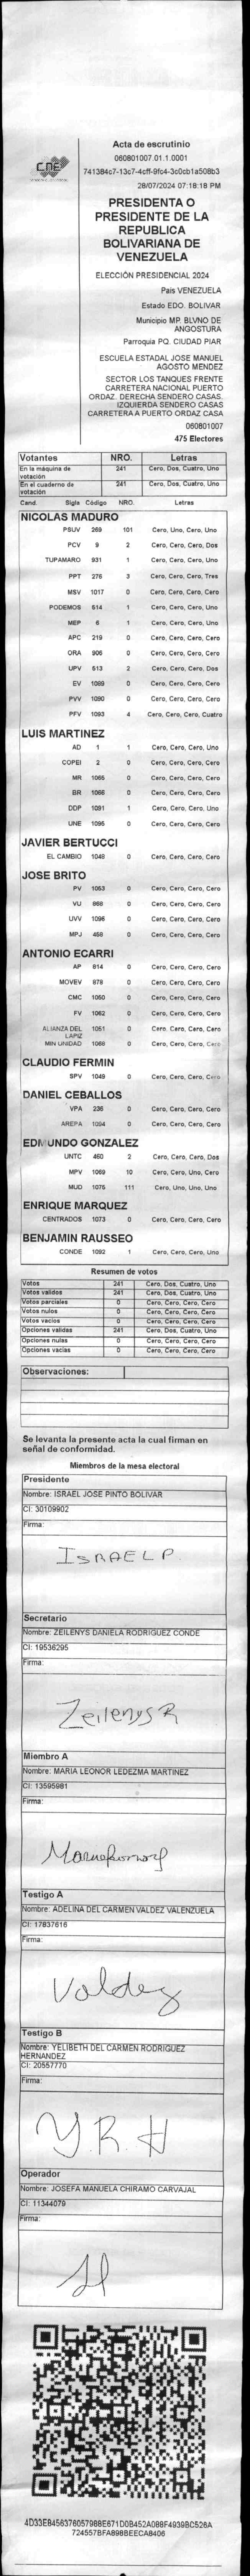 CNE
Acta de escrutinio
060801007.01.1.0001
741384c7-13c7-4cff-9fc4-3c0cb1a508b3
28/07/2024 07:18:18 PM
PRESIDENTA O
PRESIDENTE DE LA
REPUBLICA
BOLIVARIANA DE
VENEZUELA
ELECCIÓN PRESIDENCIAL 2024
Pais VENEZUELA
Estado EDO. BOLIVAR
Municipio MP. BLVNO DE
ANGOSTURA
Parroquia PQ. CIUDAD PIAR
ESCUELA ESTADAL JOSE MANUEL
AGOSTO MENDEZ
SECTOR LOS TANQUES FRENTE
CARRETERA NACIONAL PUERTO
ORDAZ. DERECHA SENDERO CASAS.
IZQUIERDA SENDERO CASAS
CARRETERA A PUERTO ORDAZ CASA
060801007
475 Electores
Votantes NRO. Letras
En la máquina de votación 241 Cero, Dos, Cuatro, Uno
En el cuaderno de votación 241 Cero, Dos, Cuatro, Uno
Cand. Sigla Código NRO. Letras
NICOLAS MADURO
PSUV 269 101 Cero, Uno, Cero, Uno
PCV 9 2 Cero, Cero, Cero, Dos
TUPAMARO 931 1 Cero, Cero, Cero, Uno
PPT 276 3 Cero, Cero, Cero, Tres
MSV 1017 0 Cero, Cero, Cero, Cero
PODEMOS 514 1 Cero, Cero, Cero, Uno
MEP 6 1 Cero, Cero, Cero, Uno
APC 219 0 Cero, Cero, Cero, Cero
ORA 906 0 Cero, Cero, Cero, Cero
UPV 513 2 Cero, Cero, Cero, Dos
EV 1089 0 Cero, Cero, Cero, Cero
PVV 1090 0 Cero, Cero, Cero, Cero
PFV 1093 4 Cero, Cero, Cero, Cuatro
LUIS MARTINEZ
AD 1 1 Cero, Cero, Cero, Uno
COPEI 2 0 Cero, Cero, Cero, Cero
MR 1065 0 Cero, Cero, Cero, Cero
BR 1066 0 Cero, Cero, Cero, Cero
DDP 1091 1 Cero, Cero, Cero, Uno
UNE 1095 0 Cero, Cero, Cero, Cero
JAVIER BERTUCCI
EL CAMBIO 1048 0 Cero, Cero, Cero, Cero
JOSE BRITO
PV 1053 0 Cero, Cero, Cero, Cero
VU 868 0 Cero, Cero, Cero, Cero
UVV 1096 0 Cero, Cero, Cero, Cero
MPJ 458 0 Cero, Cero, Cero, Cero
ANTONIO ECARRI
AP 814 0 Cero, Cero, Cero, Cero
MOVEV 878 0 Cero, Cero, Cero, Cero
CMC 1050 0 Cero, Cero, Cero, Cero
FV 1062 0 Cero, Cero, Cero, Cero
ALIANZA DEL LAPIZ 1051 0 Cero, Cero, Cero, Cero
MIN UNIDAD 1086 0 Cero, Cero, Cero, Cero
CLAUDIO FERMIN
SPV 1049 0 Cero, Cero, Cero, Cero
DANIEL CEBALLOS
VPA 236 0 Cero, Cero, Cero, Cero
AREPA 1094 0 Cero, Cero, Cero, Cero
EDMUNDO GONZALEZ
UNTC 460 2 Cero, Cero, Cero, Dos
MPV 1069 10 Cero, Cero, Uno, Cero
MUD 1075 111 Cero, Uno, Uno, Uno
ENRIQUE MARQUEZ
CENTRADOS 1073 0 Cero, Cero, Cero, Cero
BENJAMIN RAUSSEO
CONDE 1092 1 Cero, Cero, Cero, Uno
Resumen de votos
Votos 241 Cero, Dos, Cuatro, Uno
Votos validos 241 Cero, Dos, Cuatro, Uno
Votos parciales 0 Cero, Cero, Cero, Cero
Votos nulos 0 Cero, Cero, Cero, Cero
Votos vacios 0 Cero, Cero, Cero, Cero
Opciones validas 241 Cero, Dos, Cuatro, Uno
Opciones nulas 0 Cero, Cero, Cero, Cero
Opciones vacias 0 Cero, Cero, Cero, Cero
Observaciones:
Se levanta la presente acta la cual firman en
señal de conformidad.
Miembros de la mesa electoral
Presidente
Nombre: ISRAEL JOSE PINTO BOLIVAR
CI: 30109902
Firma:
ISRAEL P.
Secretario
Nombre: ZEILENYS DANIELA RODRIGUEZ CONDE
CI: 19536295
Firma:
Zeilenys R
Miembro A
Nombre: MARIA LEONOR LEDEZMA MARTINEZ
CI: 13595981
Firma:
Testigo A
Nombre: ADELINA DEL CARMEN VALDEZ VALENZUELA
CI: 17837616
Firma:
Valdez
Testigo B
Nombre: YELIBETH DEL CARMEN RODRIGUEZ
HERNANDEZ
CI: 20557770
Firma:
Y.R.H
Operador
Nombre: JOSEFA MANUELA CHIRAMO CARVAJAL
CI: 11344079
Firma:
4D33EB456376057988E671D0B452A088F4939BC526A
724557BFA898BEECA8406